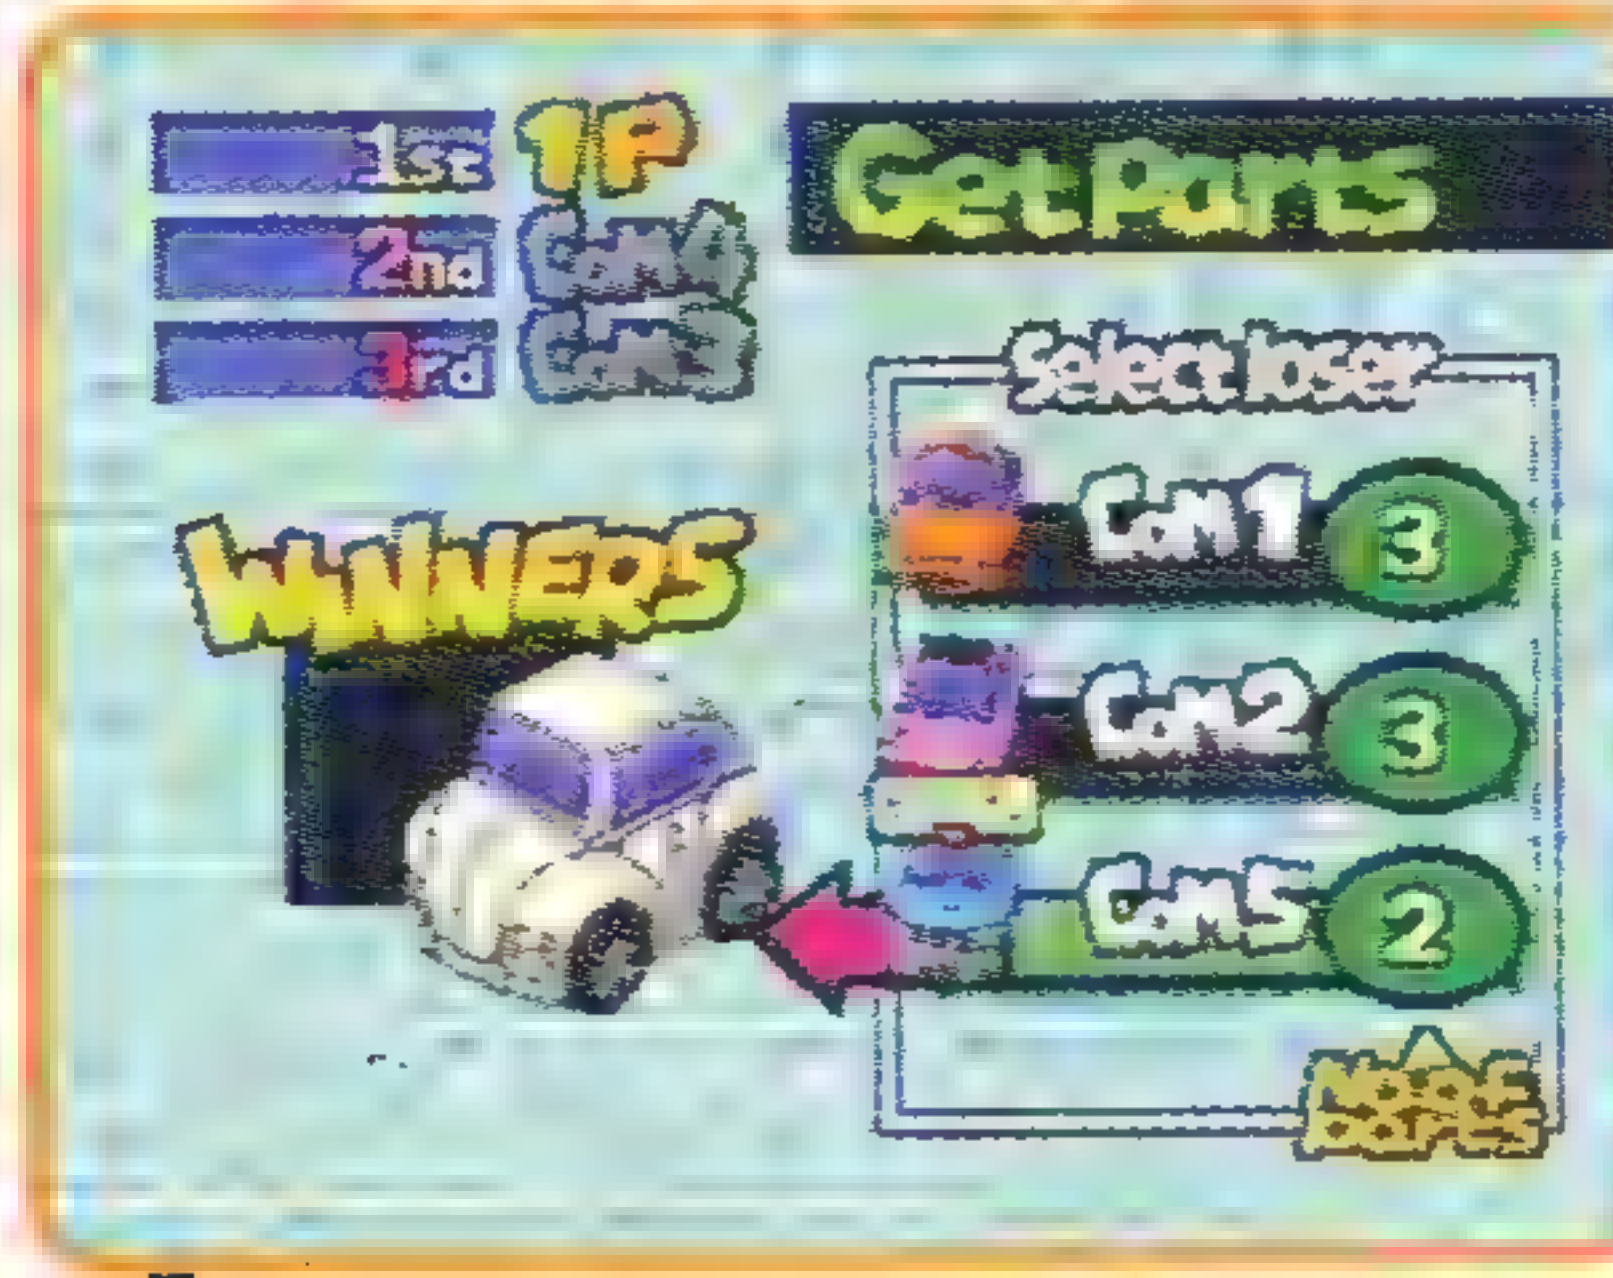 1st 1P
2nd Com4
3rd Com3
Get Parts
Select loser
WINNERS
Com1 3
Com2 3
Com5 2